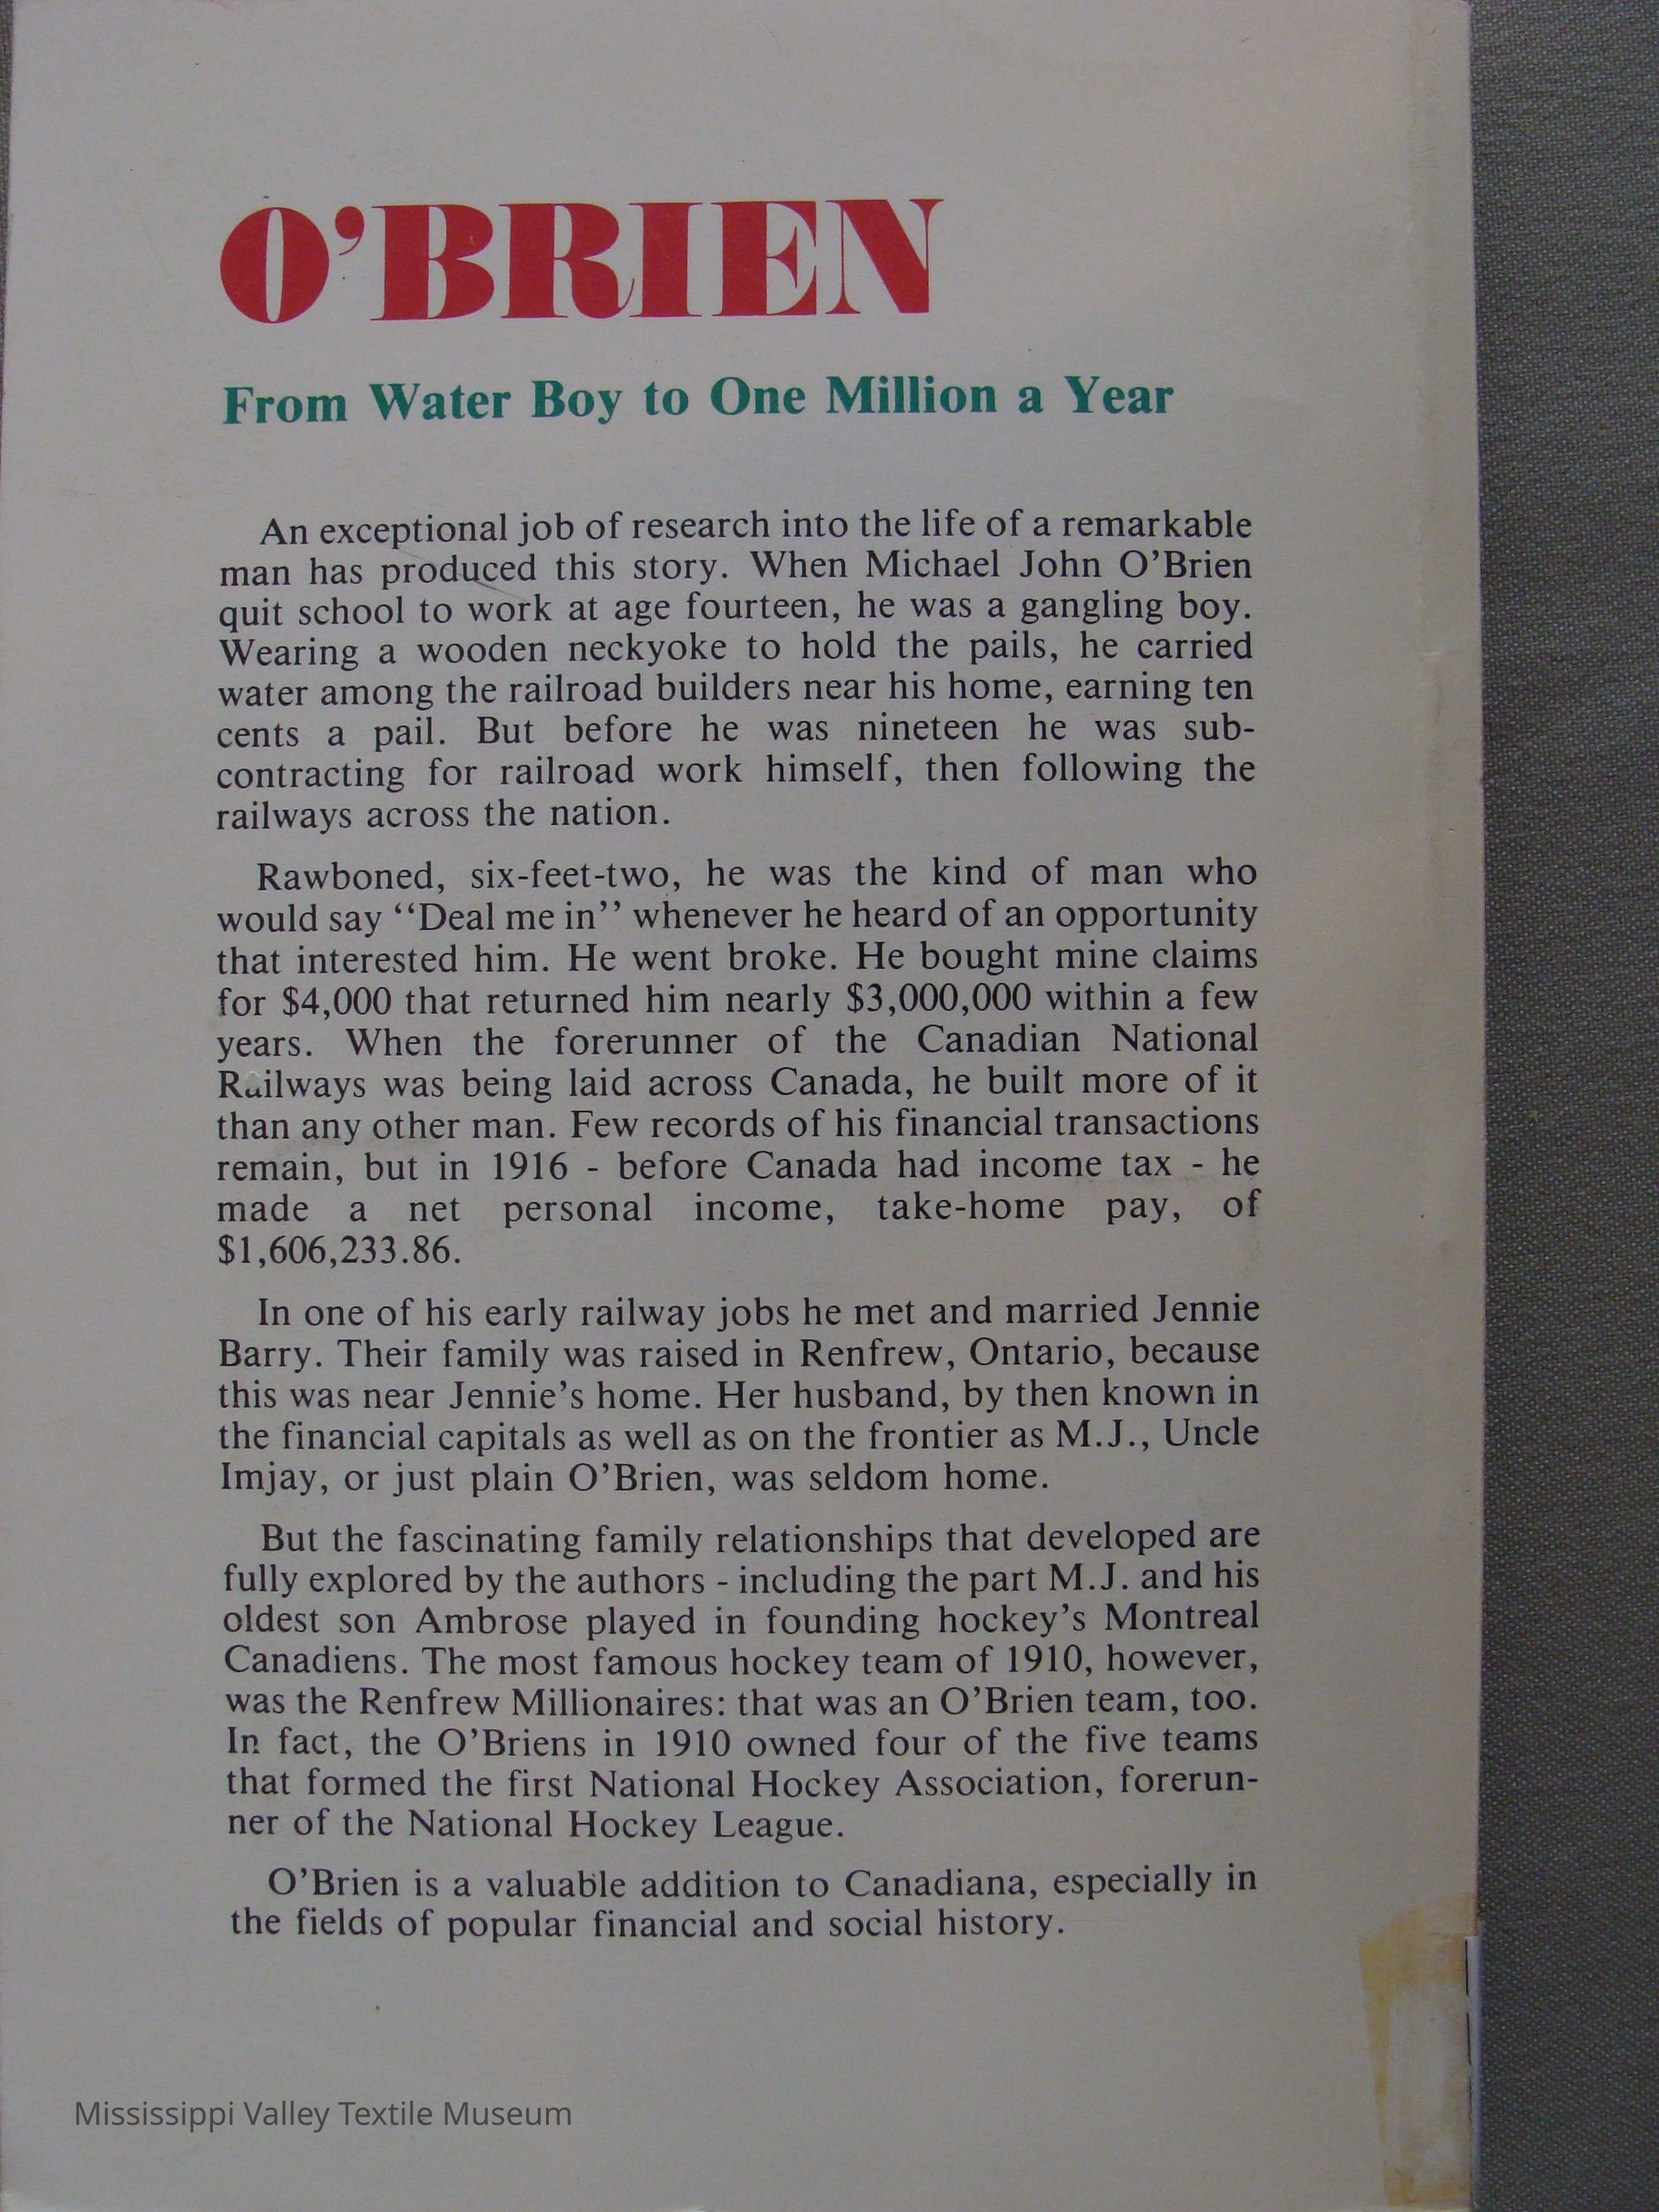 O'BRIEN
From Water Boy to One Million a Year
An exceptional job of research into the life of a remarkable
man has produced this story. When Michael John O'Brien
quit school to work at age fourteen, he was a gangling boy.
Wearing a wooden neckyoke to hold the pails, he carried
water among the railroad builders near his home, earning ten
cents a pail. But before he was nineteen he was sub-
contracting for railroad work himself, then following the
railways across the nation.
Rawboned, six-feet-two, he was the kind of man who
would say ‘‘Deal me in’’ whenever he heard of an opportunity
that interested him. He went broke. He bought mine claims
for $4,000 that returned him nearly $3,000,000 within a few
years. When the forerunner of the Canadian National
Railways was being laid across Canada, he built more of it
than any other man. Few records of his financial transactions
remain, but in 1916 - before Canada had income tax - he
made a net personal income, take-home pay, of
$1,606,233.86.
In one of his early railway jobs he met and married Jennie
Barry. Their family was raised in Renfrew, Ontario, because
this was near Jennie's home. Her husband, by then known in
the financial capitals as well as on the frontier as M.J., Uncle
Imjay, or just plain O'Brien, was seldom home.
But the fascinating family relationships that developed are
fully explored by the authors - including the part M.J. and his
oldest son Ambrose played in founding hockey's Montreal
Canadiens. The most famous hockey team of 1910, however,
was the Renfrew Millionaires: that was an O'Brien team, too.
In fact, the O'Briens in 1910 owned four of the five teams
that formed the first National Hockey Association, forerun-
ner of the National Hockey League.
O'Brien is a valuable addition to Canadiana, especially in
the fields of popular financial and social history.
Mississippi Valley Textile Museum